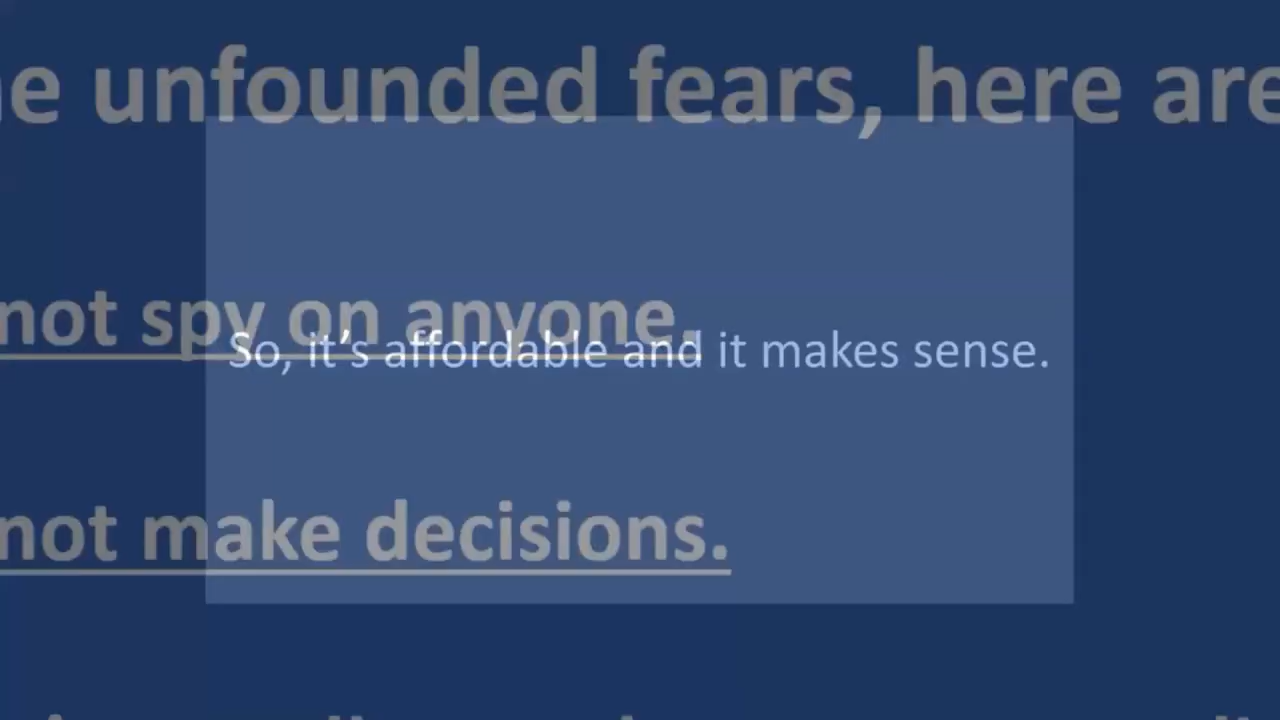 unfounded fears, here are
not spy on anyone.
So, it's affordable and it makes sense.
not make decisions.